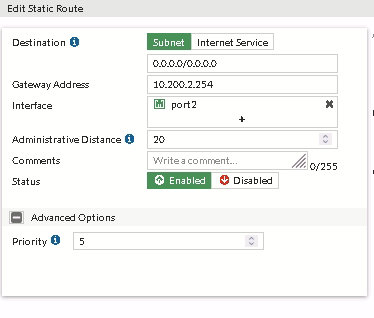 Edit Static Route
Destination Subnet Internet Service
0.0.0.0/0.0.0.0
Gateway Address 10.200.2.254
Interface port2
+
Administrative Distance 20
Comments Write a comment... 0/255
Status Enabled Disabled
Advanced Options
Priority 5